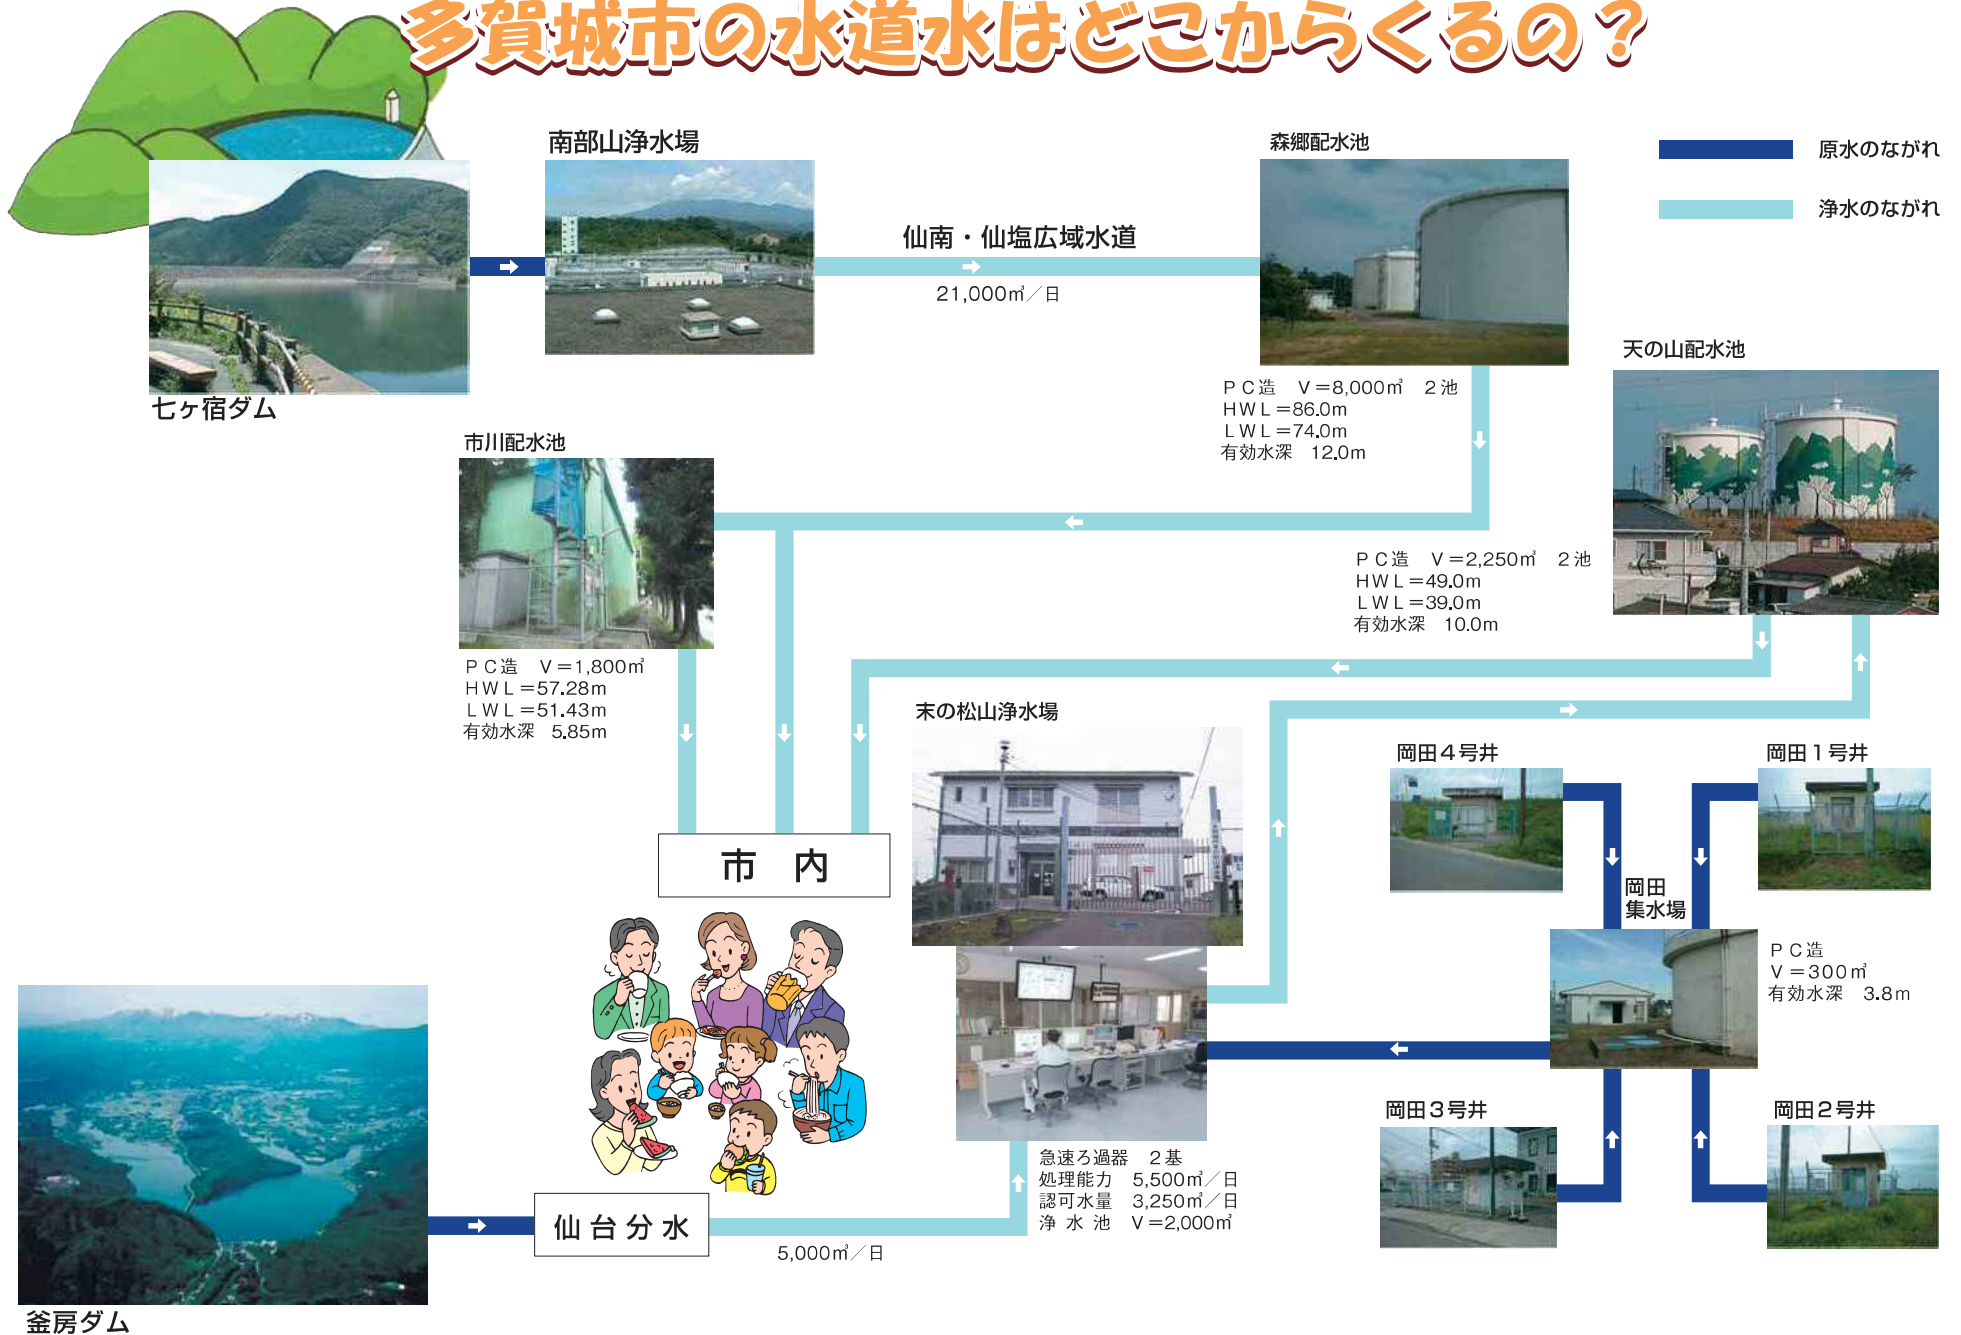 多賀城市の水道水はどこからくるの？
南部山浄水場
森郷配水池
原水のながれ
浄水のながれ
仙南・仙塩広域水道
21,000㎥／日
七ヶ宿ダム
天の山配水池
ＰＣ造　Ｖ＝8,000㎥　２池
ＨＷＬ＝86.0m
ＬＷＬ＝74.0m
有効水深　12.0m
市川配水池
ＰＣ造　Ｖ＝2,250㎥　２池
ＨＷＬ＝49.0m
ＬＷＬ＝39.0m
有効水深　10.0m
ＰＣ造　Ｖ＝1,800㎥
ＨＷＬ＝57.28m
ＬＷＬ＝51.43m
有効水深　5.85m
末の松山浄水場
岡田４号井
岡田１号井
市　内
岡田
集水場
ＰＣ造
Ｖ＝300㎥
有効水深　3.8m
岡田３号井
岡田２号井
急速ろ過器　２基
処理能力　5,500㎥／日
認可水量　3,250㎥／日
浄 水 池　Ｖ＝2,000㎥
仙台分水
5,000㎥／日
釜房ダム